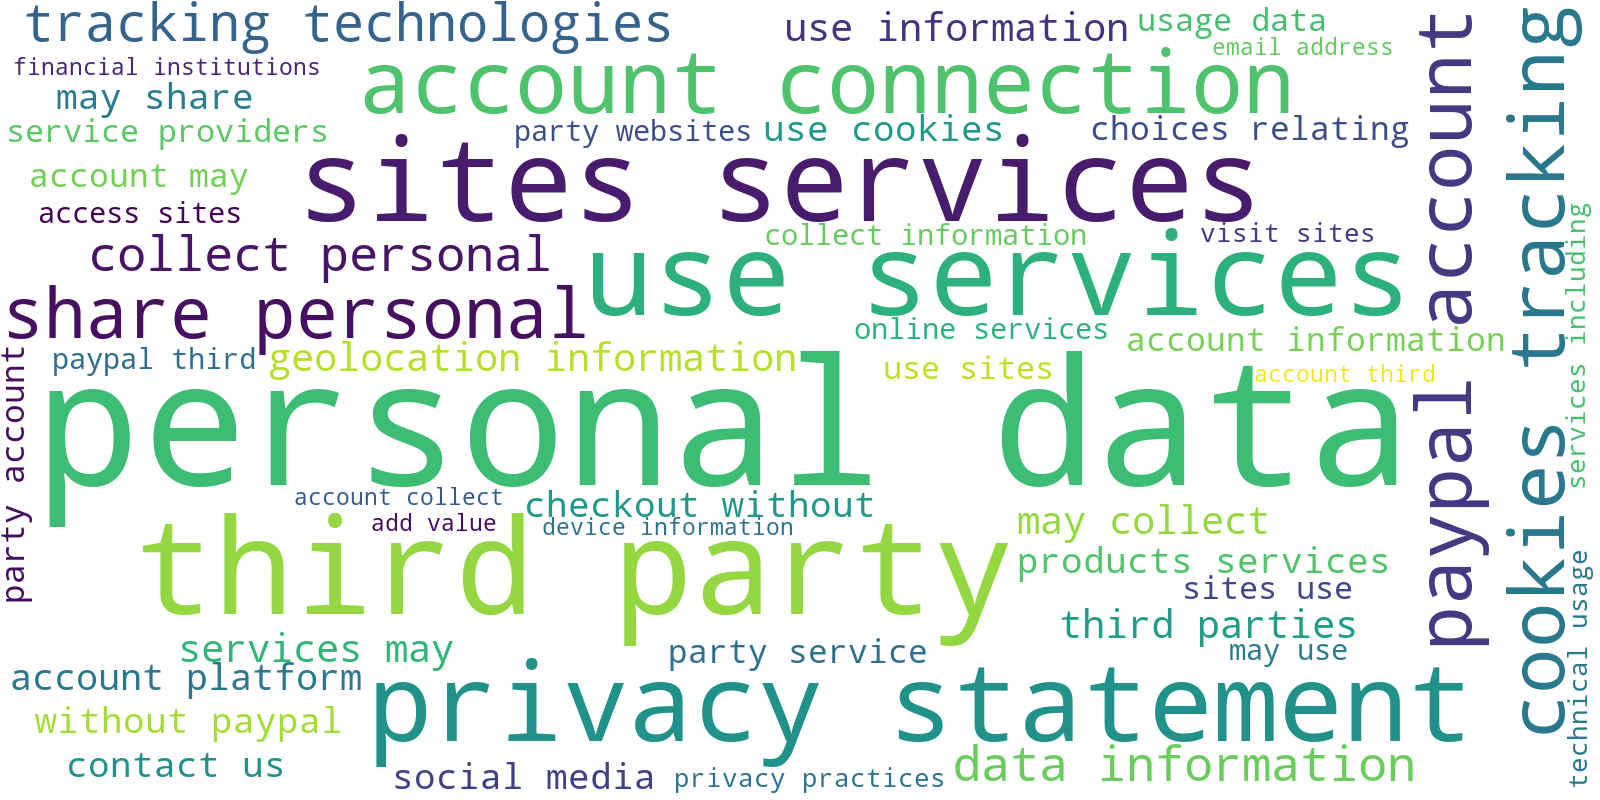 tracking technologies
use information
usage data
email address
financial institutions
account connection
may share
service providers
party websites
use cookies
choices relating
sites services
account may
access sites
collect personal
collect information
visit sites
use services
share personal
online services
account information
paypal third
geolocation information
use sites
account third
personal data
party account
account collect
checkout without
add value
device information
may collect
third party
products services
sites use
third parties
services may
party service
may use
account platform
privacy statement
without paypal
contact us
social media
privacy practices
data information
paypal account
cookies tracking
services including
technical usage